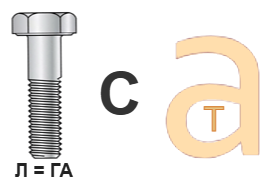 С а
Т
Л = ГА